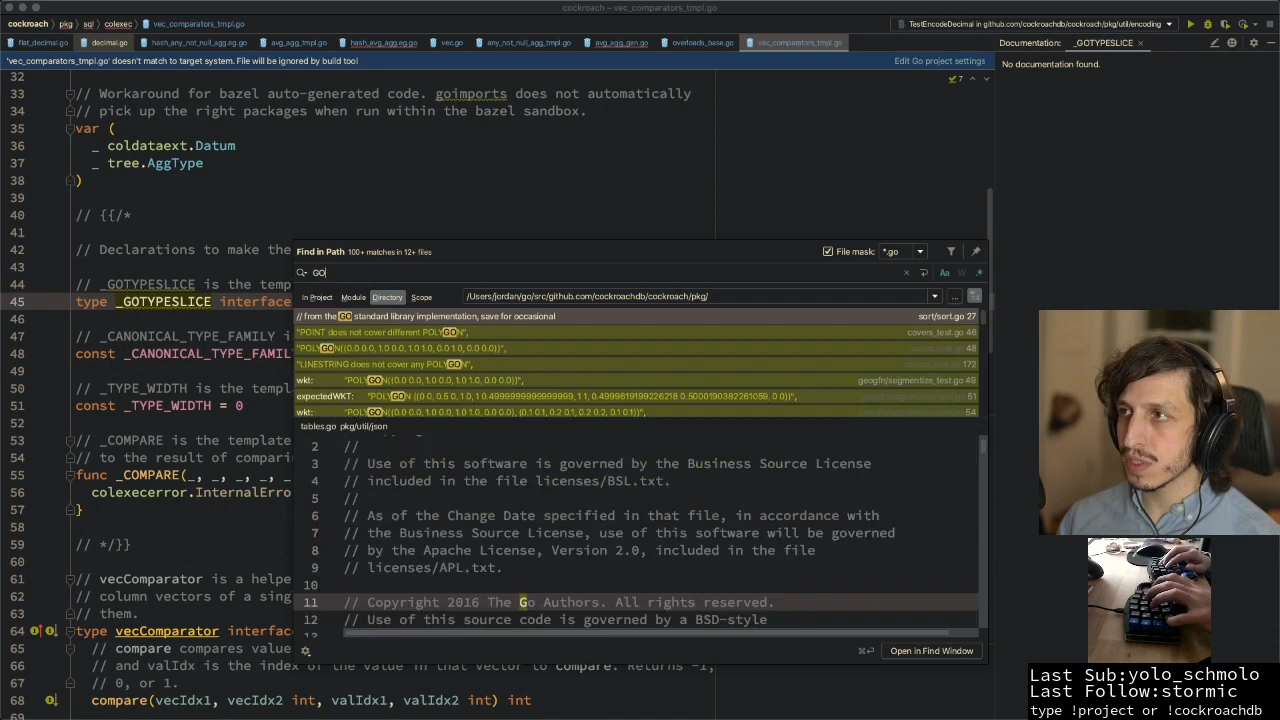 vec_comparators_tmpl.go
cockroach pkg sql colexec vec_comparators_tmpl.go
TestEncodeDecimal in github.com/cockroachdb/cockroach/pkg/util/encoding
flat_decimal.go decimal.go hash_any_not_null_agg.eg.go avg_agg_tmpl.go hash_avg_agg.eg.go vec.go any_not_null_agg_tmpl.go avg_agg_gen.go overloads_base.go vec_comparators_tmpl.go
Documentation: _GOTYPESLICE
'vec_comparators_tmpl.go' doesn't match to target system. File will be ignored by build tool Edit Go project settings
No documentation found.
7
32
33 // Workaround for bazel auto-generated code. goimports does not automatically
34 // pick up the right packages when run within the bazel sandbox.
35 var (
36 _ coldataext.Datum
37 _ tree.AggType
38 )
39
40 // {{/*
41
42 // Declarations to make the
43
44 // _GOTYPESLICE is the temp
45 type _GOTYPESLICE interface
46
47 // _CANONICAL_TYPE_FAMILY i
48 const _CANONICAL_TYPE_FAMIL
49
50 // _TYPE_WIDTH is the templ
51 const _TYPE_WIDTH = 0
52
53 // _COMPARE is the template
54 // to the result of comparin
55 func _COMPARE(_, _, _, _
56 colexecerror.InternalErro
57 }
58
59 // */}}
60
61 // vecComparator is a helpe
62 // column vectors of a sing
63 // them.
64 type vecComparator interfac
65 // compare compares value
66 // and valIdx is the index of the value in that vector to compare. Returns -1,
67 // 0, or 1.
68 compare(vecIdx1, vecIdx2 int, valIdx1, valIdx2 int) int
69
Find in Path 100+ matches in 12+ files
File mask: *.go
GO
Aa W .*
In Project Module Directory Scope /Users/jordan/go/src/github.com/cockroachdb/cockroach/pkg/
// from the GO standard library implementation, save for occasional sort/sort.go 27
"POINT does not cover different POLYGON", covers_test.go 46
"POLYGON((0.0 0.0, 1.0 0.0, 1.0 1.0, 0.0 1.0, 0.0 0.0))", 48
"LINESTRING does not cover any POLYGON", 172
wkt: "POLYGON((0.0 0.0, 1.0 0.0, 1.0 1.0, 0.0 0.0))", geogfn/segmentize_test.go 49
expectedWKT: 51
wkt: "POLYGON((0.0 0.0, 1.0 0.0, 1.0 1.0, 0.0 0.0), (0.1 0.1, 0.2 0.1, 0.2 0.2, 0.1 0.1))", 54
tables.go pkg/util/json
2 //
3 // Use of this software is governed by the Business Source License
4 // included in the file licenses/BSL.txt.
5 //
6 // As of the Change Date specified in that file, in accordance with
7 // the Business Source License, use of this software will be governed
8 // by the Apache License, Version 2.0, included in the file
9 // licenses/APL.txt.
10
11 // Copyright 2016 The Go Authors. All rights reserved.
12 // Use of this source code is governed by a BSD-style
Open in Find Window
Last Sub:yolo_schmolo
Last Follow:stormic
type !project or !cockroachdb